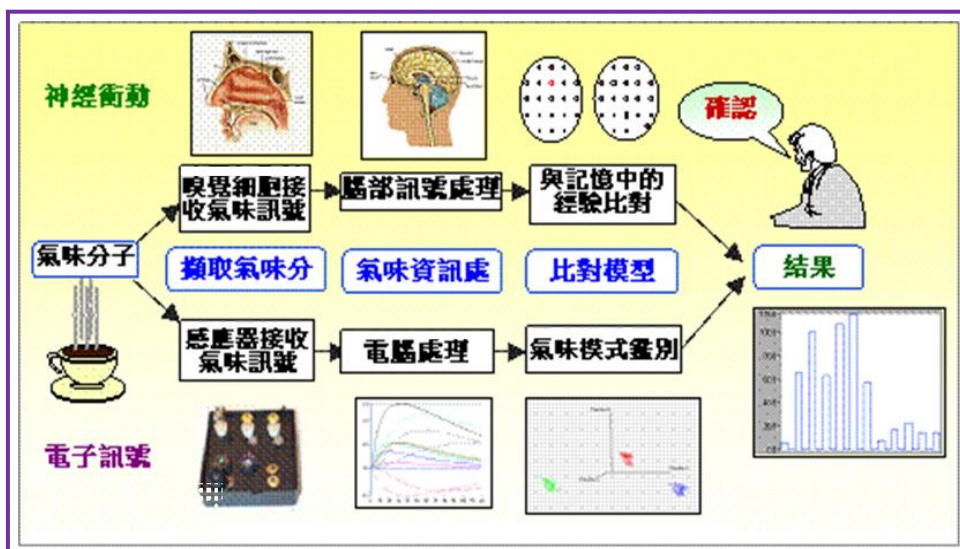 神經衝動
確認
嗅覺細胞接
收氣味訊號
腦部訊號處理
與記憶中的
經驗比對
氣味分子
擷取氣味分
氣味資訊處
比對模型
結果
感應器接收
氣味訊號
電腦處理
氣味模式鑑別
電子訊號